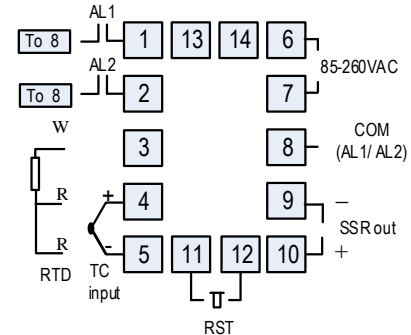 AL1
To 8
1 13 14 6
85-260VAC
AL2
To 8
2 7
W
3 8
COM
(AL1/ AL2)
R
+
4 9
−
SSR out
R
-
5 11 12 10
+
RTD
TC
input
RST